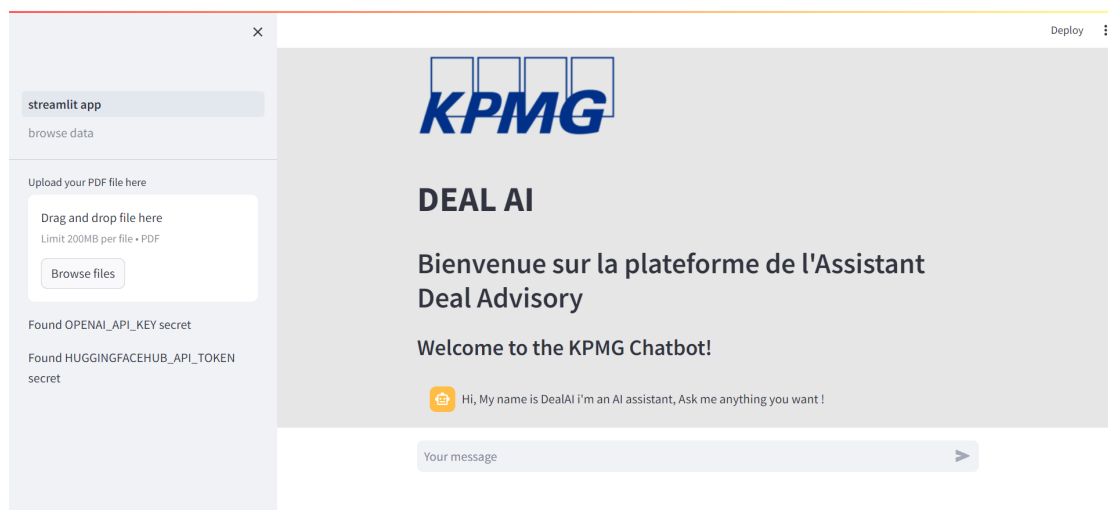 streamlit app
browse data
Upload your PDF file here
Drag and drop file here
Limit 200MB per file • PDF
Browse files
Found OPENAI_API_KEY secret
Found HUGGINGFACEHUB_API_TOKEN
secret
Deploy
KPMG
DEAL AI
Bienvenue sur la plateforme de l'Assistant
Deal Advisory
Welcome to the KPMG Chatbot!
Hi, My name is DealAI i'm an AI assistant, Ask me anything you want !
Your message